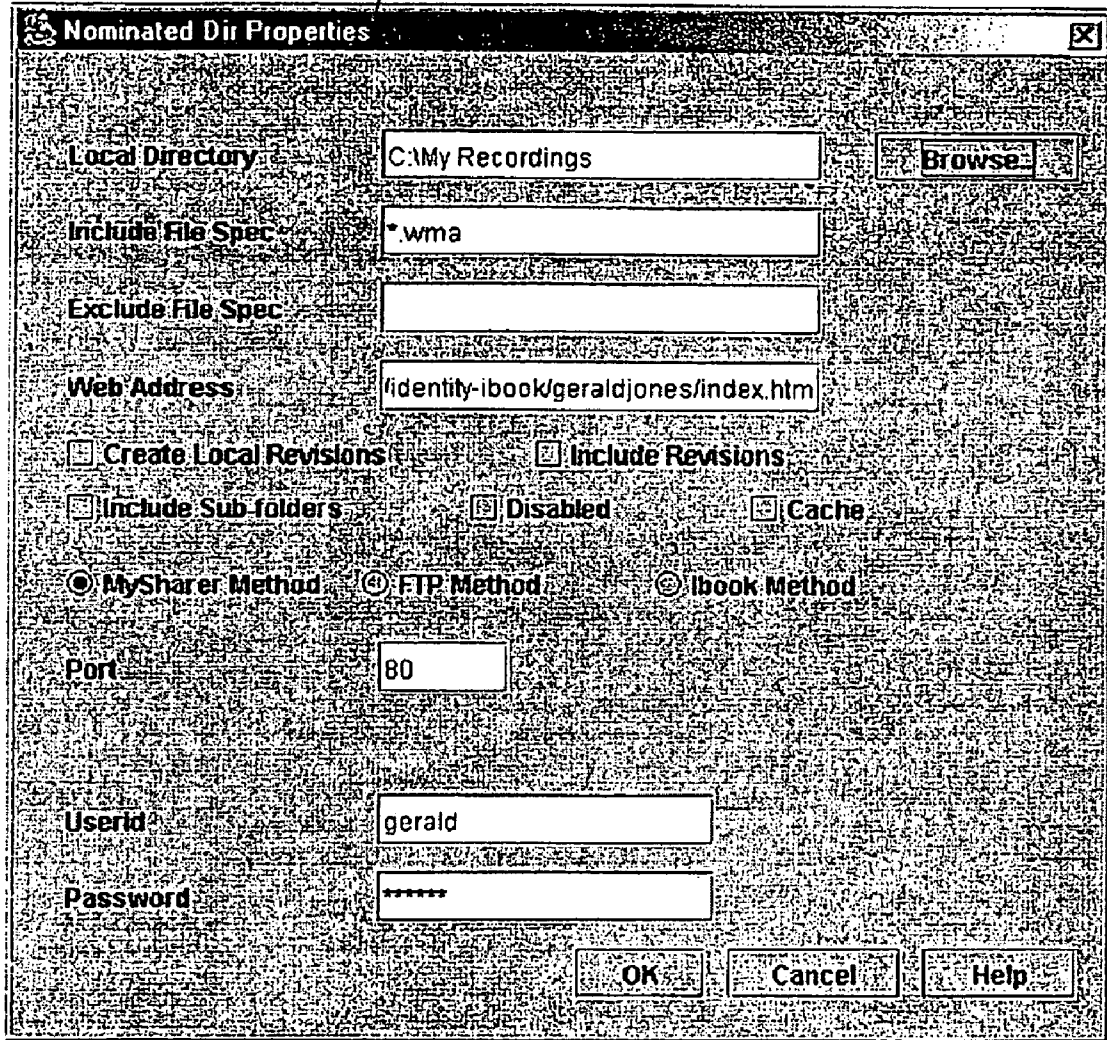 Nominated Dir Properties
Local Directory C:\My Recordings Browse...
Include File Spec *.wma
Exclude File Spec
Web Address /identity-ibook/geraldjones/index.htm
Create Local Revisions Include Revisions
Include Sub-folders Disabled Cache
MySharer Method FTP Method Ibook Method
Port 80
Userid gerald
Password ******
OK Cancel Help